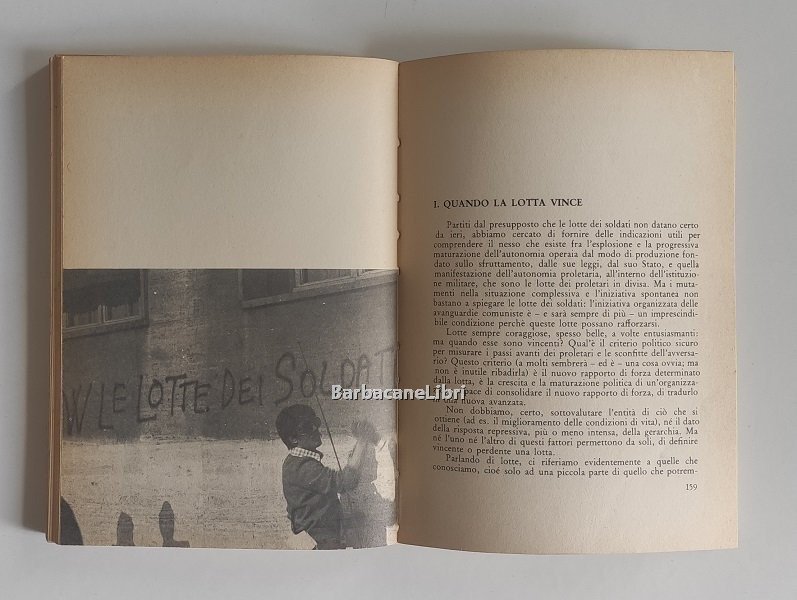 W LE LOTTE DEI SOLDATI
BarbacaneLibri
I. QUANDO LA LOTTA VINCE
Partiti dal presupposto che le lotte dei soldati non datano certo
da ieri, abbiamo cercato di fornire delle indicazioni utili per
comprendere il nesso che esiste fra l'esplosione e la progressiva
maturazione dell'autonomia operaia dal modo di produzione fon-
dato sullo sfruttamento, dalle sue leggi, dal suo Stato, e quella
manifestazione dell'autonomia proletaria, all'interno dell'istituzio-
ne militare, che sono le lotte dei proletari in divisa. Ma i muta-
menti nella situazione complessiva e l'iniziativa spontanea non
bastano a spiegare le lotte dei soldati: l'iniziativa organizzata delle
avanguardie comuniste è – e sarà sempre di più – un imprescindi-
bile condizione perché queste lotte possano rafforzarsi.
Lotte sempre coraggiose, spesso belle, a volte entusiasmanti:
ma quando esse sono vincenti? Qual'è il criterio politico sicuro
per misurare i passi avanti dei proletari e le sconfitte dell'avversa-
rio? Questo criterio (a molti sembrerà – ed è – una cosa ovvia; ma
non è inutile ribadirla) è il nuovo rapporto di forza determinato
dalla lotta, è la crescita e la maturazione politica di un'organizza-
pace di consolidare il nuovo rapporto di forza, di tradurlo
una nuova avanzata.
Non dobbiamo, certo, sottovalutare l'entità di ciò che si
ottiene (ad es. il miglioramento delle condizioni di vita), né il dato
della risposta repressiva, più o meno intensa, della gerarchia. Ma
né l'uno né l'altro di questi fattori permettono da soli, di definire
vincente o perdente una lotta.
Parlando di lotte, ci riferiamo evidentemente a quelle che
conosciamo, cioé solo ad una piccola parte di quello che potrem-
159